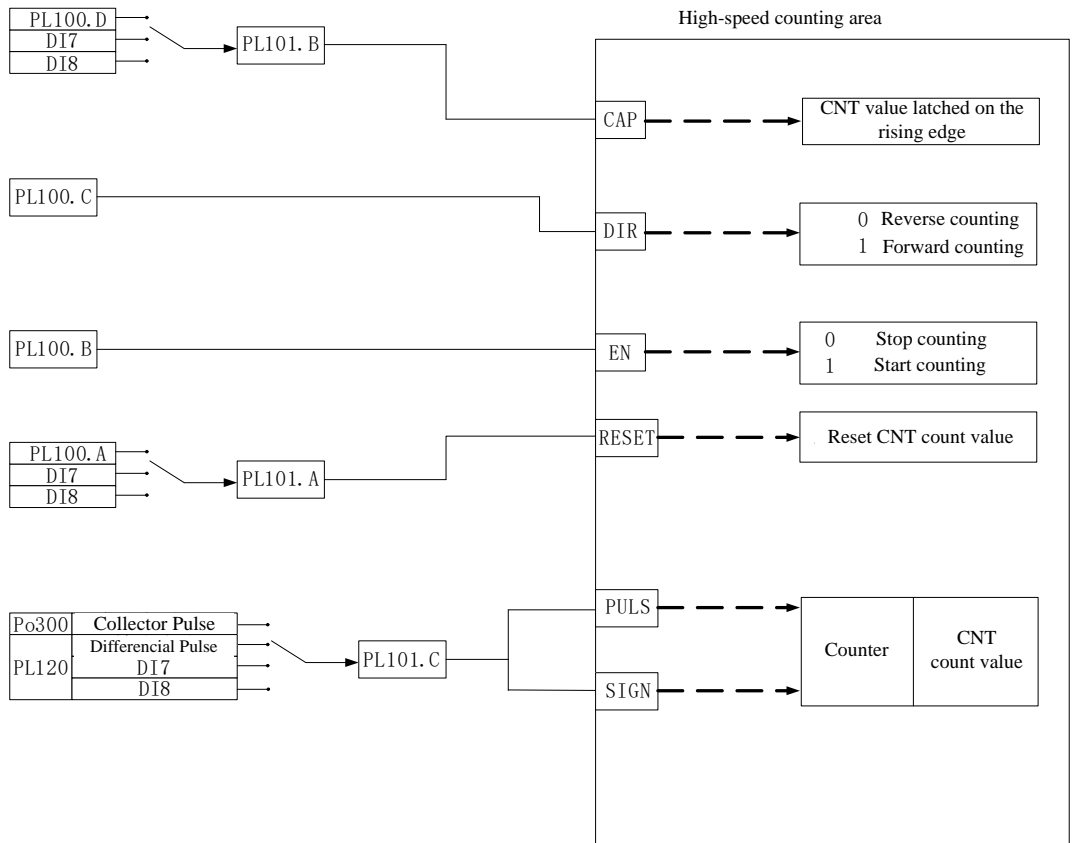 High-speed counting area
PL100.D
DI7
DI8
PL101.B
CAP
CNT value latched on the
rising edge
PL100.C
DIR
0 Reverse counting
1 Forward counting
PL100.B
EN
0 Stop counting
1 Start counting
PL100.A
DI7
DI8
PL101.A
RESET
Reset CNT count value
Po300
Collector Pulse
PL120
Differencial Pulse
DI7
DI8
PL101.C
PULS
SIGN
Counter
CNT
count value